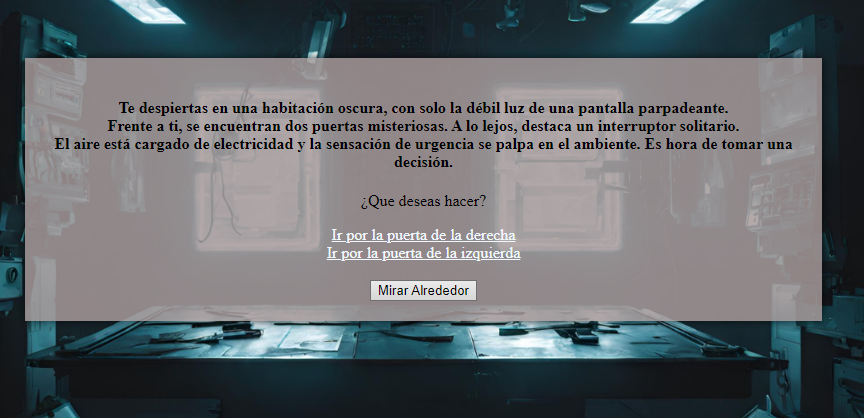 Te despiertas en una habitación oscura, con solo la débil luz de una pantalla parpadeante.
Frente a ti, se encuentran dos puertas misteriosas. A lo lejos, destaca un interruptor solitario.
El aire está cargado de electricidad y la sensación de urgencia se palpa en el ambiente. Es hora de tomar una
decisión.
¿Que deseas hacer?
Ir por la puerta de la derecha
Ir por la puerta de la izquierda
Mirar Alrededor